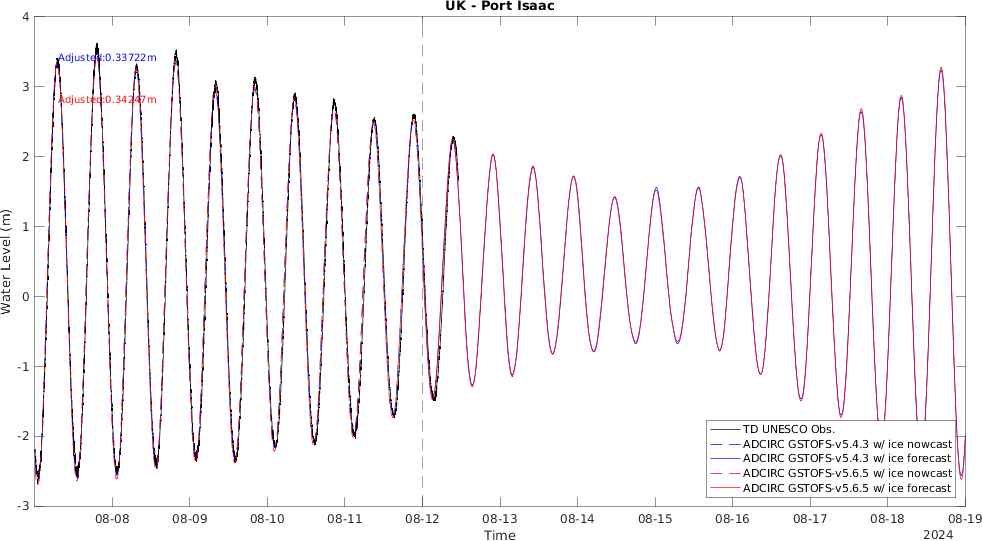 UK - Port Isaac
4
3
2
1
0
-1
-2
-3
Water Level (m)
Adjusted:0.33722m
Adjusted:0.34247m
TD UNESCO Obs.
ADCIRC GSTOFS-v5.4.3 w/ ice nowcast
ADCIRC GSTOFS-v5.4.3 w/ ice forecast
ADCIRC GSTOFS-v5.6.5 w/ ice nowcast
ADCIRC GSTOFS-v5.6.5 w/ ice forecast
08-08 08-09 08-10 08-11 08-12 08-13 08-14 08-15 08-16 08-17 08-18 08-19
Time
2024